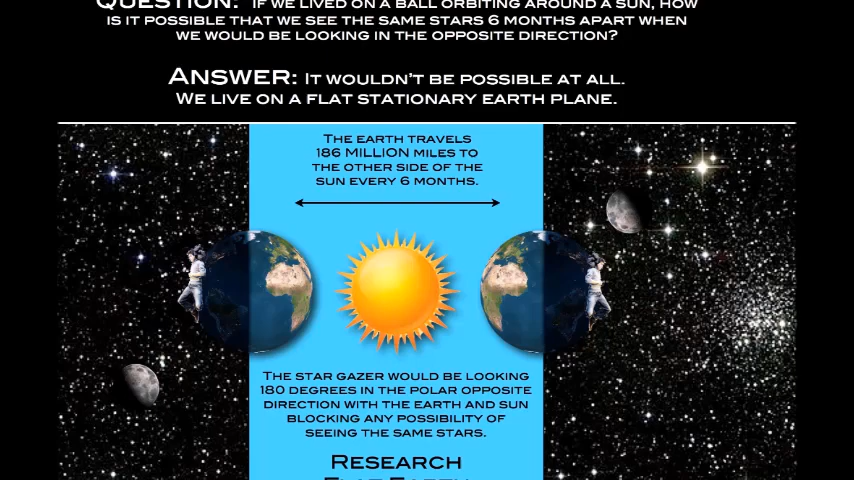 QUESTION: IF WE LIVED ON A BALL ORBITING AROUND A SUN, HOW
IS IT POSSIBLE THAT WE SEE THE SAME STARS 6 MONTHS APART WHEN
WE WOULD BE LOOKING IN THE OPPOSITE DIRECTION?
ANSWER: IT WOULDN'T BE POSSIBLE AT ALL.
WE LIVE ON A FLAT STATIONARY EARTH PLANE.
THE EARTH TRAVELS
186 MILLION MILES TO
THE OTHER SIDE OF THE
SUN EVERY 6 MONTHS.
THE STAR GAZER WOULD BE LOOKING
180 DEGREES IN THE POLAR OPPOSITE
DIRECTION WITH THE EARTH AND SUN
BLOCKING ANY POSSIBILITY OF
SEEING THE SAME STARS.
RESEARCH
FLAT EARTH